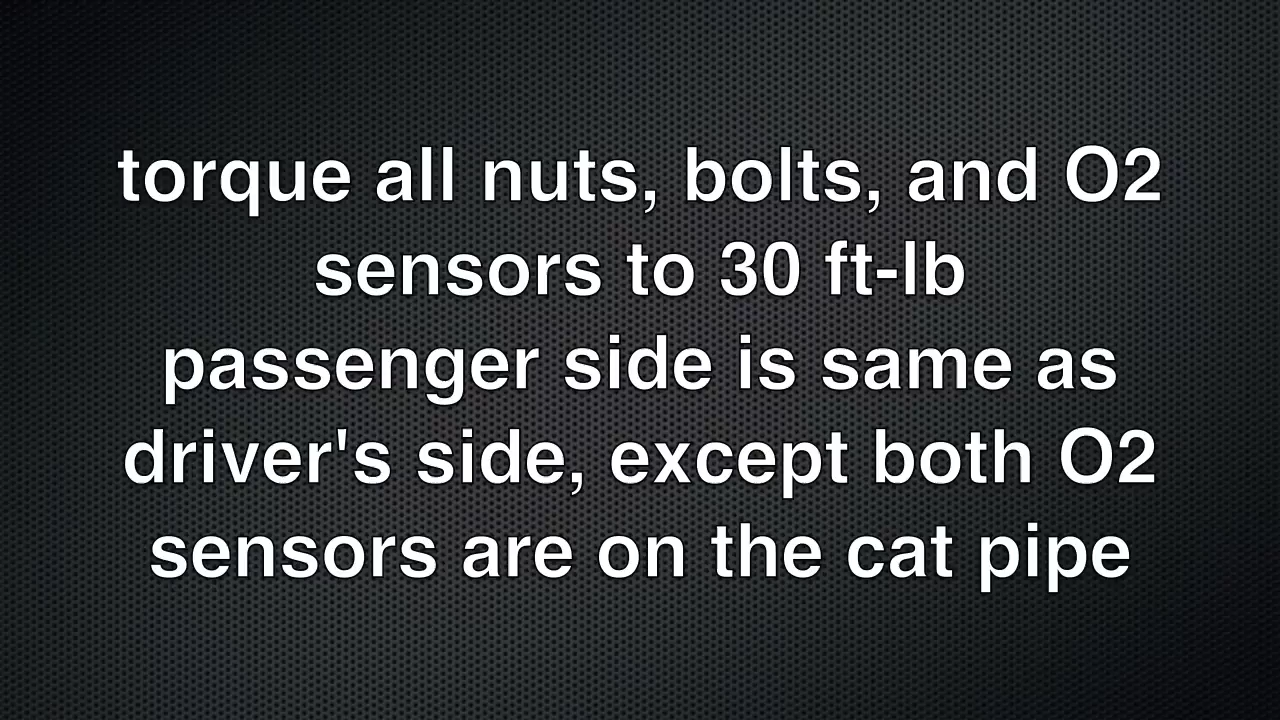 torque all nuts, bolts, and O2
sensors to 30 ft-lb
passenger side is same as
driver's side, except both O2
sensors are on the cat pipe